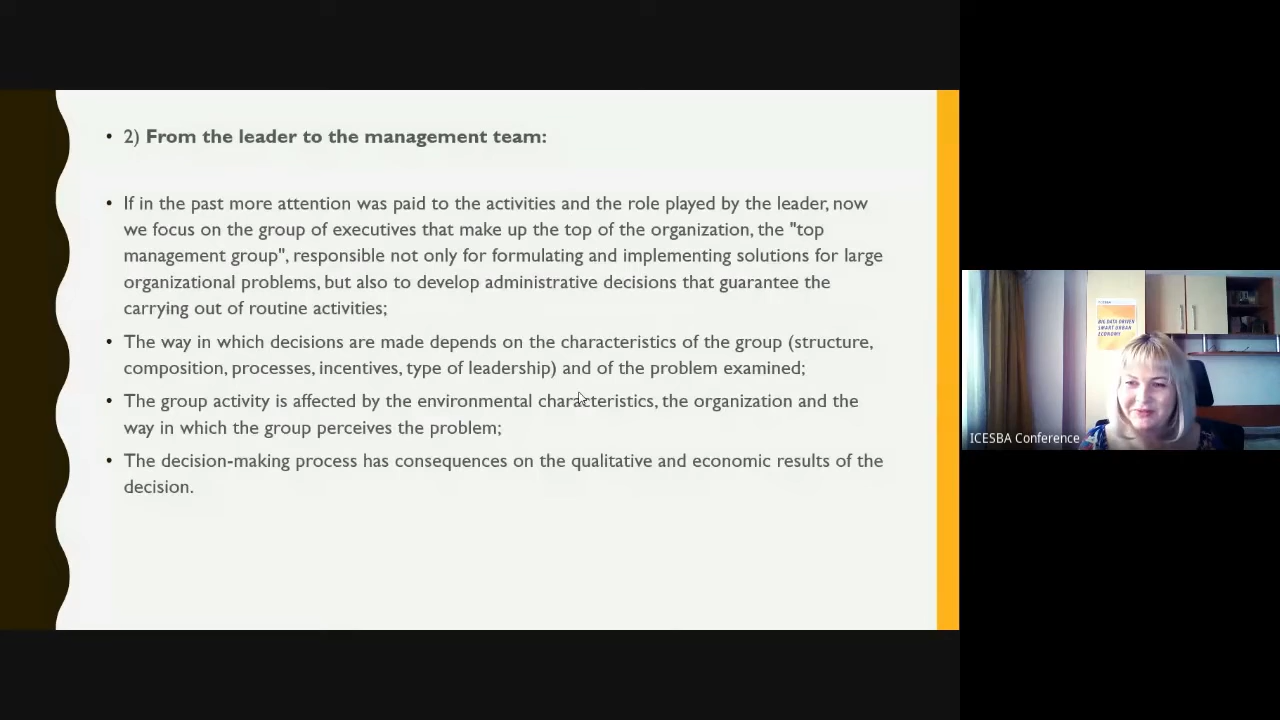 2) From the leader to the management team:
If in the past more attention was paid to the activities and the role played by the leader, now
we focus on the group of executives that make up the top of the organization, the "top
management group", responsible not only for formulating and implementing solutions for large
organizational problems, but also to develop administrative decisions that guarantee the
carrying out of routine activities;
The way in which decisions are made depends on the characteristics of the group (structure,
composition, processes, incentives, type of leadership) and of the problem examined;
The group activity is affected by the environmental characteristics, the organization and the
way in which the group perceives the problem;
The decision-making process has consequences on the qualitative and economic results of the
decision.
BIG DATA DRIVEN
SMART URBAN
ECONOMY
ICESBA Conference